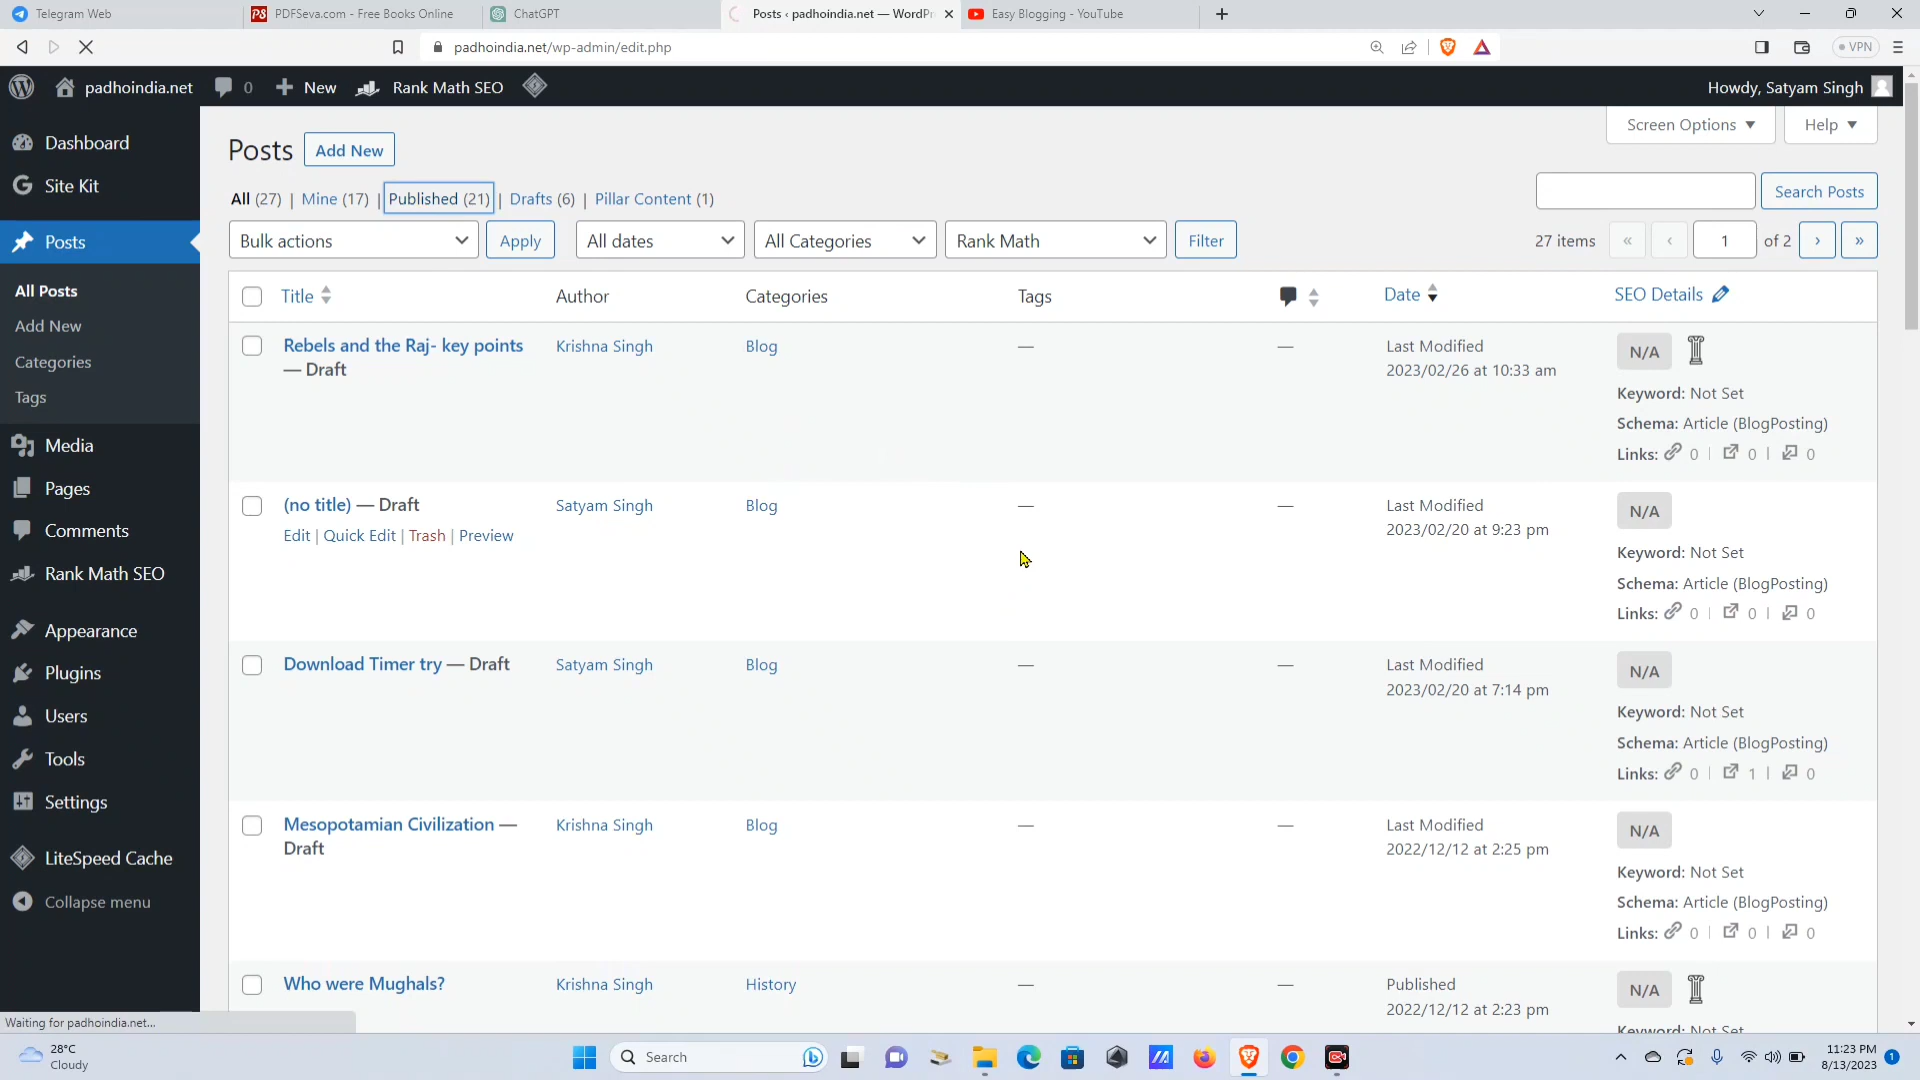 Telegram Web
PDFSeva.com - Free Books Online
ChatGPT
Posts ‹ padhoindia.net — WordPr
Easy Blogging - YouTube
padhoindia.net/wp-admin/edit.php
VPN
padhoindia.net
0
New
Rank Math SEO
Howdy, Satyam Singh
Dashboard
Site Kit
Posts
All Posts
Add New
Categories
Tags
Media
Pages
Comments
Rank Math SEO
Appearance
Plugins
Users
Tools
Settings
LiteSpeed Cache
Collapse menu
Screen Options
Help
Posts
Add New
All (27) | Mine (17) | Published (21) | Drafts (6) | Pillar Content (1)
Search Posts
Bulk actions
Apply
All dates
All Categories
Rank Math
Filter
27 items « ‹ 1 of 2 › »
Title Author Categories Tags Date SEO Details
Rebels and the Raj- key points — Draft
Krishna Singh
Blog
—
—
Last Modified
2023/02/26 at 10:33 am
N/A
Keyword: Not Set
Schema: Article (BlogPosting)
Links: 0 | 0 | 0
(no title) — Draft
Edit | Quick Edit | Trash | Preview
Satyam Singh
Blog
—
—
Last Modified
2023/02/20 at 9:23 pm
N/A
Keyword: Not Set
Schema: Article (BlogPosting)
Links: 0 | 0 | 0
Download Timer try — Draft
Satyam Singh
Blog
—
—
Last Modified
2023/02/20 at 7:14 pm
N/A
Keyword: Not Set
Schema: Article (BlogPosting)
Links: 0 | 1 | 0
Mesopotamian Civilization —
Draft
Krishna Singh
Blog
—
—
Last Modified
2022/12/12 at 2:25 pm
N/A
Keyword: Not Set
Schema: Article (BlogPosting)
Links: 0 | 0 | 0
Who were Mughals?
Krishna Singh
History
—
—
Published
2022/12/12 at 2:23 pm
N/A
Keyword: Not Set
Waiting for padhoindia.net...
28°C
Cloudy
Search
11:23 PM
8/13/2023
1